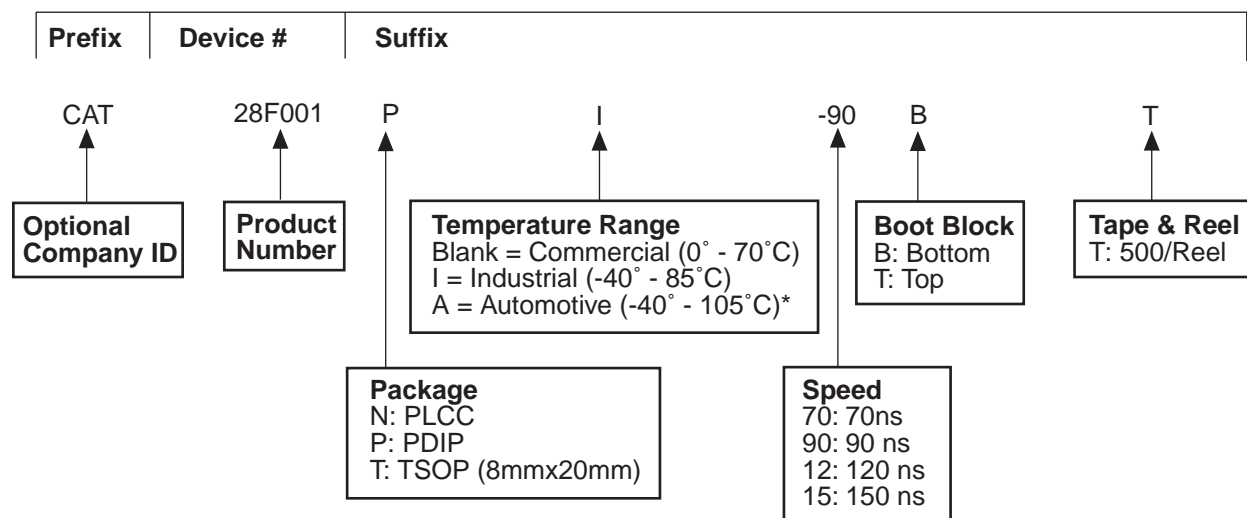 Prefix Device # Suffix
CAT 28F001 P I -90 B T
Optional
Company ID
Product
Number
Temperature Range
Blank = Commercial (0˚ - 70˚C)
I = Industrial (-40˚ - 85˚C)
A = Automotive (-40˚ - 105˚C)*
Boot Block
B: Bottom
T: Top
Tape & Reel
T: 500/Reel
Package
N: PLCC
P: PDIP
T: TSOP (8mmx20mm)
Speed
70: 70ns
90: 90 ns
12: 120 ns
15: 150 ns